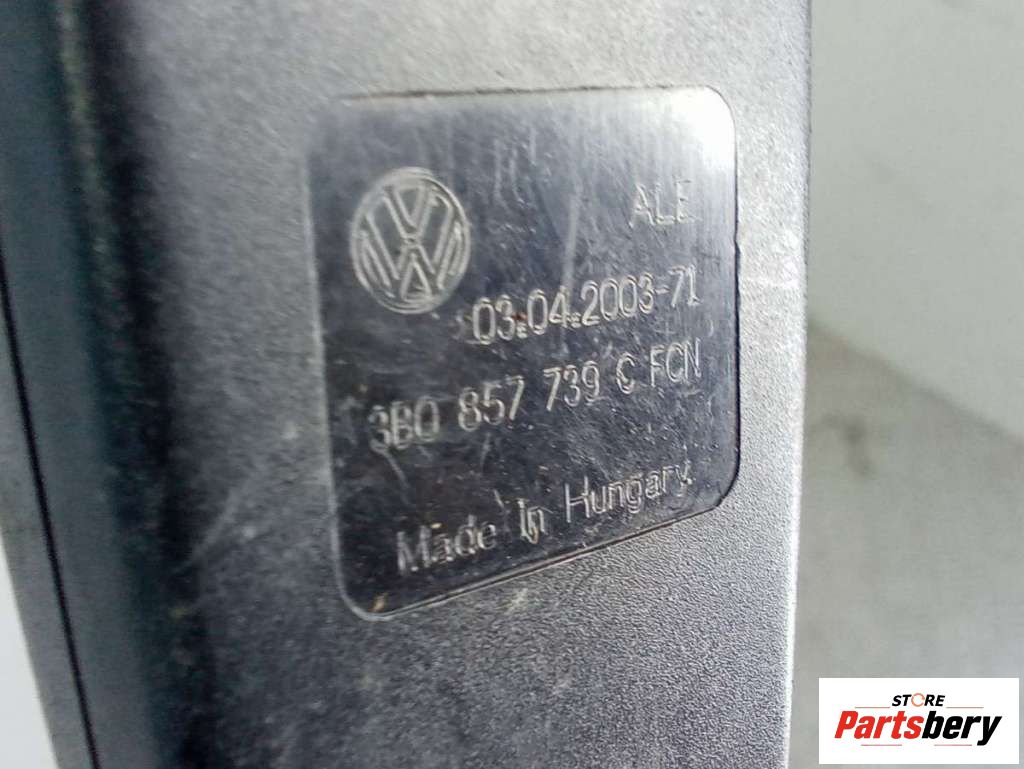 ALE
03.04.2003-71
3B0 857 739 C FCN
Made In Hungary.
STORE
Partsbery